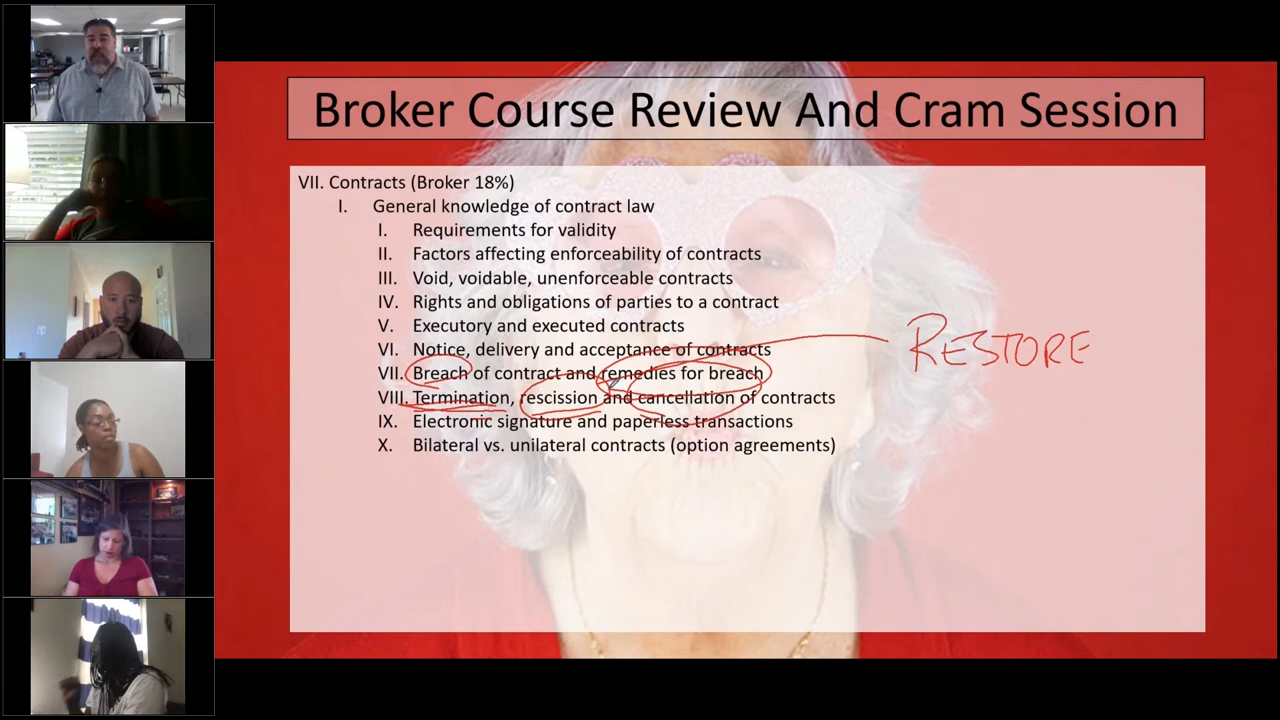 Broker Course Review And Cram Session
VII. Contracts (Broker 18%)
I. General knowledge of contract law
I. Requirements for validity
II. Factors affecting enforceability of contracts
III. Void, voidable, unenforceable contracts
IV. Rights and obligations of parties to a contract
V. Executory and executed contracts
VI. Notice, delivery and acceptance of contracts
VII. Breach of contract and remedies for breach
VIII. Termination, rescission and cancellation of contracts
IX. Electronic signature and paperless transactions
X. Bilateral vs. unilateral contracts (option agreements)
RESTORE